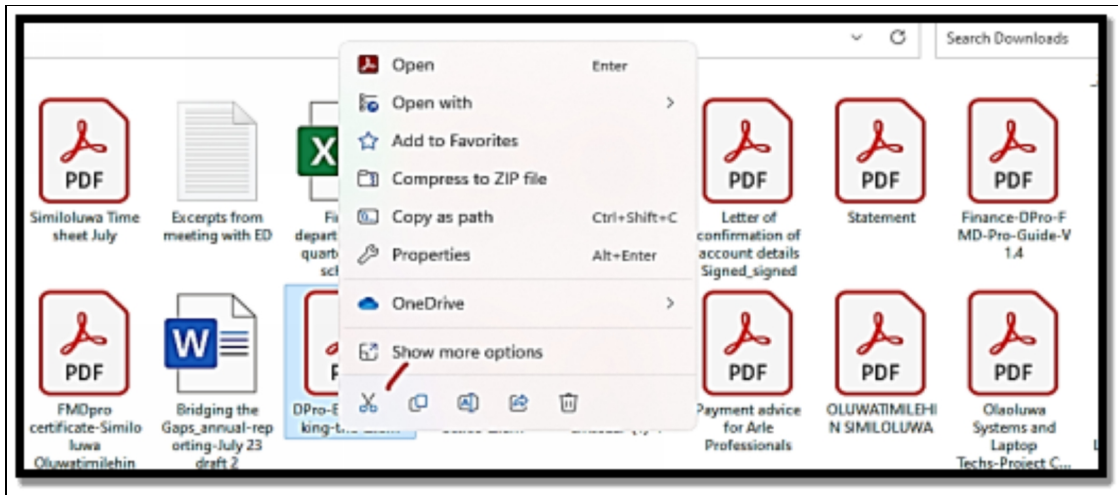 Search Downloads
Open Enter
Open with
Add to Favorites
Compress to ZIP file
Copy as path Ctrl+Shift+C
Properties Alt+Enter
OneDrive
Show more options
PDF
Similoluwa Time
sheet July
Excerpts from
meeting with ED
X
depart
quart
PDF
Letter of
confirmation of
account details
Signed_signed
PDF
Statement
PDF
Finance-DPro-F
MD-Pro-Guide-V
1.4
PDF
FMDpro
certificate-Similo
luwa
Oluwatimilehin
W
Bridging the
Gaps_annual-rep
orting-July 23
draft 2
DPro-E
PDF
Payment advice
for Arle
Professionals
PDF
OLUWATIMILEHI
N SIMILOLUWA
PDF
Olaoluwa
Systems and
Laptop
Techs-Project C...